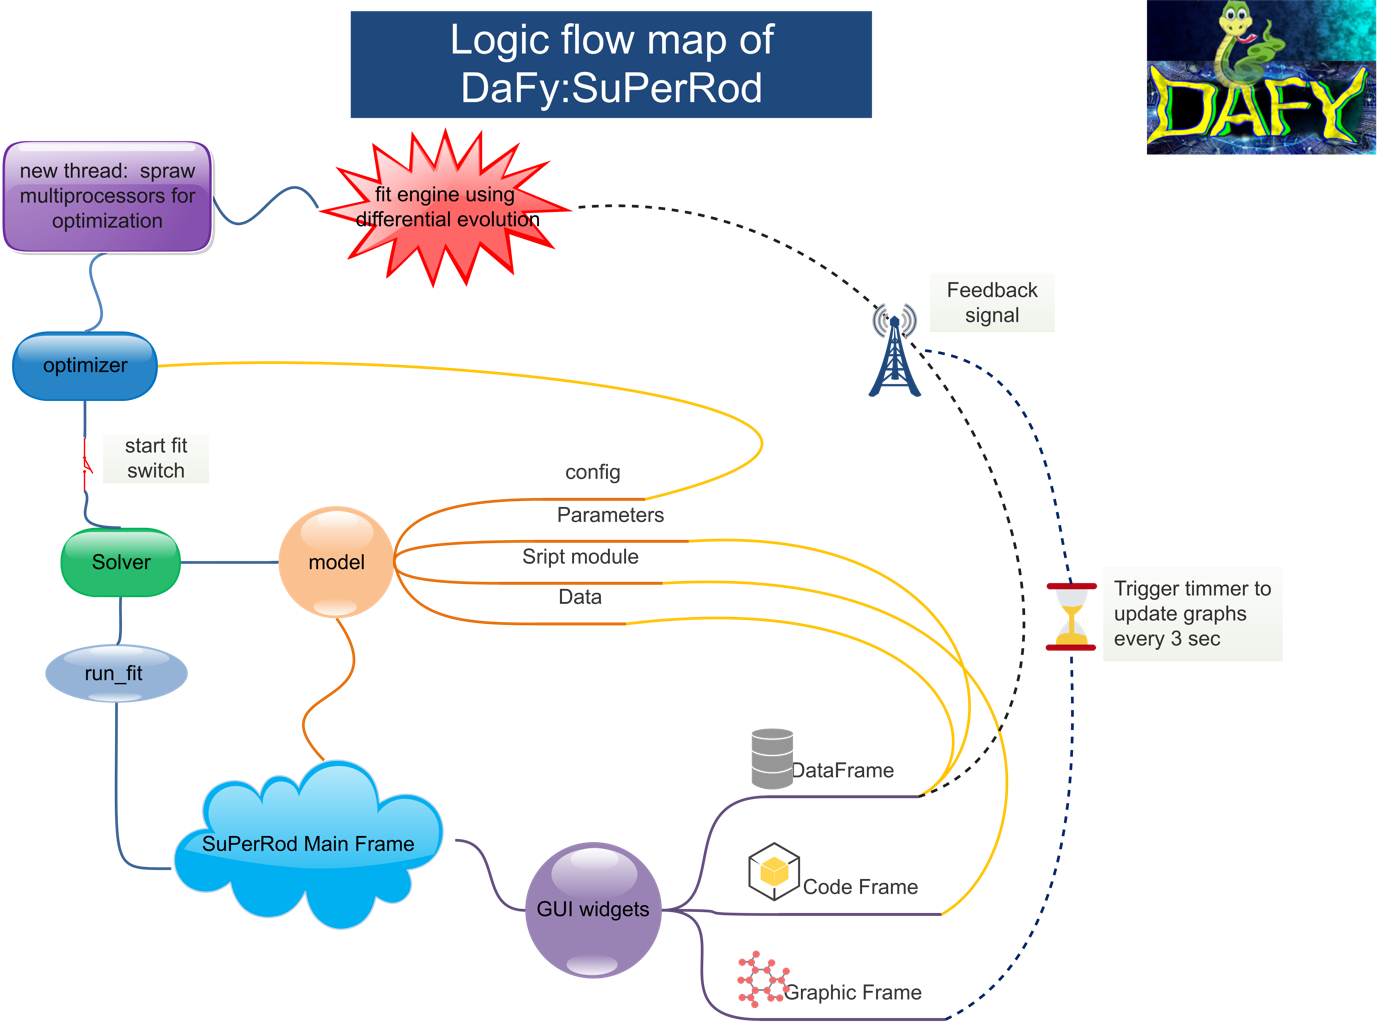 Logic flow map of
DaFy:SuPerRod
DAFY
new thread: spraw
multiprocessors for
optimization
fit engine using
differential evolution
Feedback
signal
optimizer
start fit
switch
config
Parameters
Sript module
Data
Solver
model
Trigger timmer to
update graphs
every 3 sec
run_fit
DataFrame
SuPerRod Main Frame
Code Frame
GUI widgets
Graphic Frame